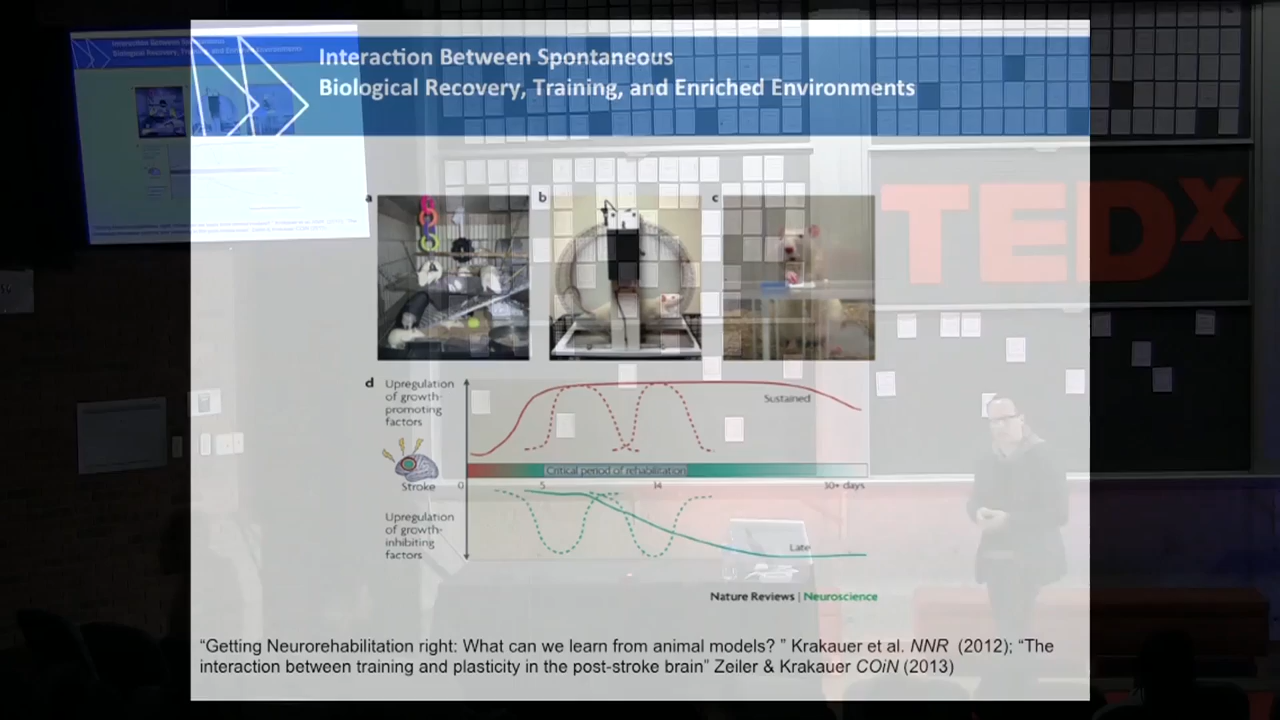 Interaction Between Spontaneous
Biological Recovery, Training, and Enriched Environments
a
b
c
TEDx
d
Upregulation
of growth-
promoting
factors
Sustained
Critical period of rehabilitation
Stroke
0
5
14
30+ days
Upregulation
of growth-
inhibiting
factors
Late
Nature Reviews | Neuroscience
“Getting Neurorehabilitation right: What can we learn from animal models? ” Krakauer et al. NNR (2012); “The
interaction between training and plasticity in the post-stroke brain” Zeiler & Krakauer COiN (2013)